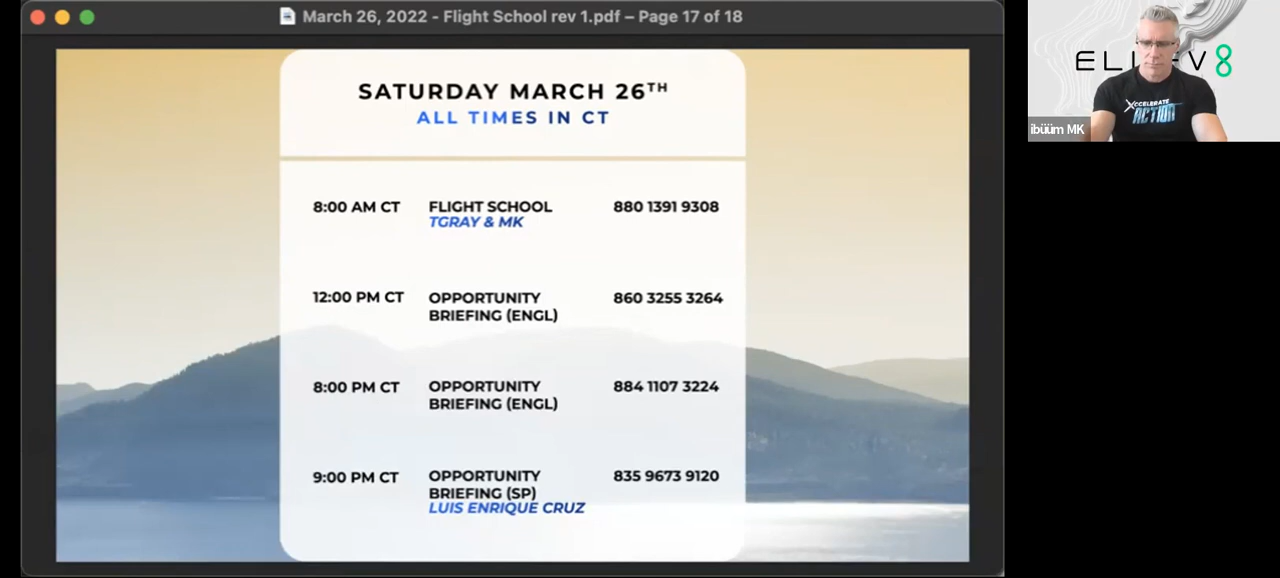 March 26, 2022 - Flight School rev 1.pdf – Page 17 of 18
SATURDAY MARCH 26TH
ALL TIMES IN CT
8:00 AM CT FLIGHT SCHOOL 880 1391 9308
TGRAY & MK
12:00 PM CT OPPORTUNITY 860 3255 3264
BRIEFING (ENGL)
8:00 PM CT OPPORTUNITY 884 1107 3224
BRIEFING (ENGL)
9:00 PM CT OPPORTUNITY 835 9673 9120
BRIEFING (SP)
LUIS ENRIQUE CRUZ
XCCELERATE
ACTION
ibüüm MK